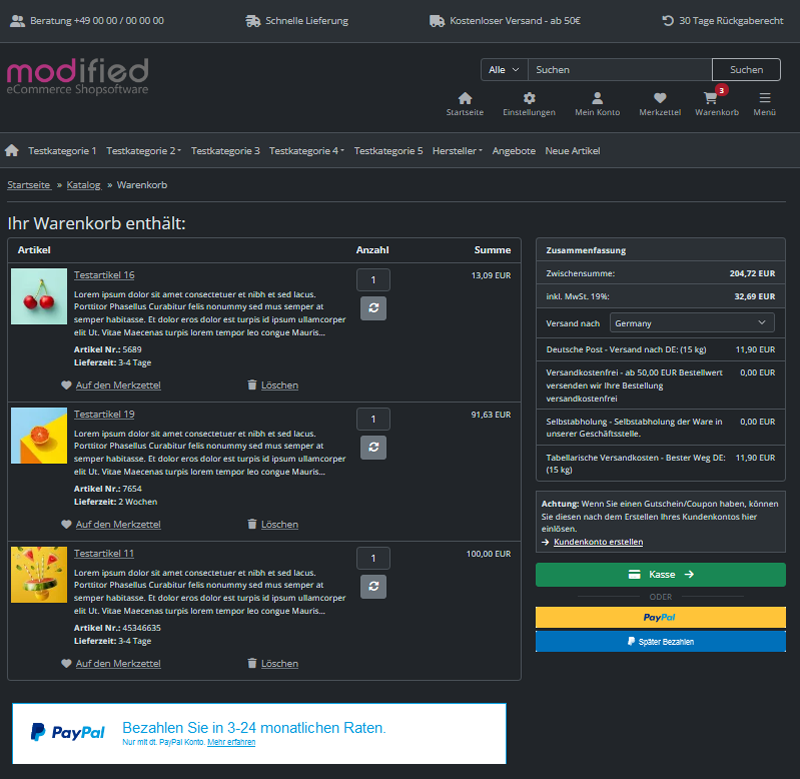 Beratung +49 00 00 / 00 00 00
Schnelle Lieferung
Kostenloser Versand - ab 50€
30 Tage Rückgaberecht
modified
eCommerce Shopsoftware
Alle
Suchen
Suchen
3
Startseite
Einstellungen
Mein Konto
Merkzettel
Warenkorb
Menü
Testkategorie 1
Testkategorie 2
Testkategorie 3
Testkategorie 4
Testkategorie 5
Hersteller
Angebote
Neue Artikel
Startseite » Katalog » Warenkorb
Ihr Warenkorb enthält:
Artikel Anzahl Summe
Testartikel 16
1
13,09 EUR
Lorem ipsum dolor sit amet consectetuer et nibh et sed lacus.
Porttitor Phasellus Curabitur felis nonummy sed mus semper at
semper habitasse. Et dolor eros dolor est turpis id ipsum ullamcorper
elit Ut. Vitae Maecenas turpis lorem tempor leo congue Mauris...
Artikel Nr.: 5689
Lieferzeit: 3-4 Tage
Auf den Merkzettel
Löschen
Testartikel 19
1
91,63 EUR
Lorem ipsum dolor sit amet consectetuer et nibh et sed lacus.
Porttitor Phasellus Curabitur felis nonummy sed mus semper at
semper habitasse. Et dolor eros dolor est turpis id ipsum ullamcorper
elit Ut. Vitae Maecenas turpis lorem tempor leo congue Mauris...
Artikel Nr.: 7654
Lieferzeit: 2 Wochen
Auf den Merkzettel
Löschen
Testartikel 11
1
100,00 EUR
Lorem ipsum dolor sit amet consectetuer et nibh et sed lacus.
Porttitor Phasellus Curabitur felis nonummy sed mus semper at
semper habitasse. Et dolor eros dolor est turpis id ipsum ullamcorper
elit Ut. Vitae Maecenas turpis lorem tempor leo congue Mauris...
Artikel Nr.: 45346635
Lieferzeit: 3-4 Tage
Auf den Merkzettel
Löschen
Zusammenfassung
Zwischensumme: 204,72 EUR
inkl. MwSt. 19%: 32,69 EUR
Versand nach Germany
Deutsche Post - Versand nach DE: (15 kg) 11,90 EUR
Versandkostenfrei - ab 50,00 EUR Bestellwert 0,00 EUR
versenden wir Ihre Bestellung
versandkostenfrei
Selbstabholung - Selbstabholung der Ware in 0,00 EUR
unserer Geschäftsstelle.
Tabellarische Versandkosten - Bester Weg DE: 11,90 EUR
(15 kg)
Achtung: Wenn Sie einen Gutschein/Coupon haben, können
Sie diesen nach dem Erstellen Ihres Kundenkontos hier
einlösen.
Kundenkonto erstellen
Kasse
ODER
PayPal
Später Bezahlen
PayPal
Bezahlen Sie in 3-24 monatlichen Raten.
Nur mit dt. PayPal Konto. Mehr erfahren